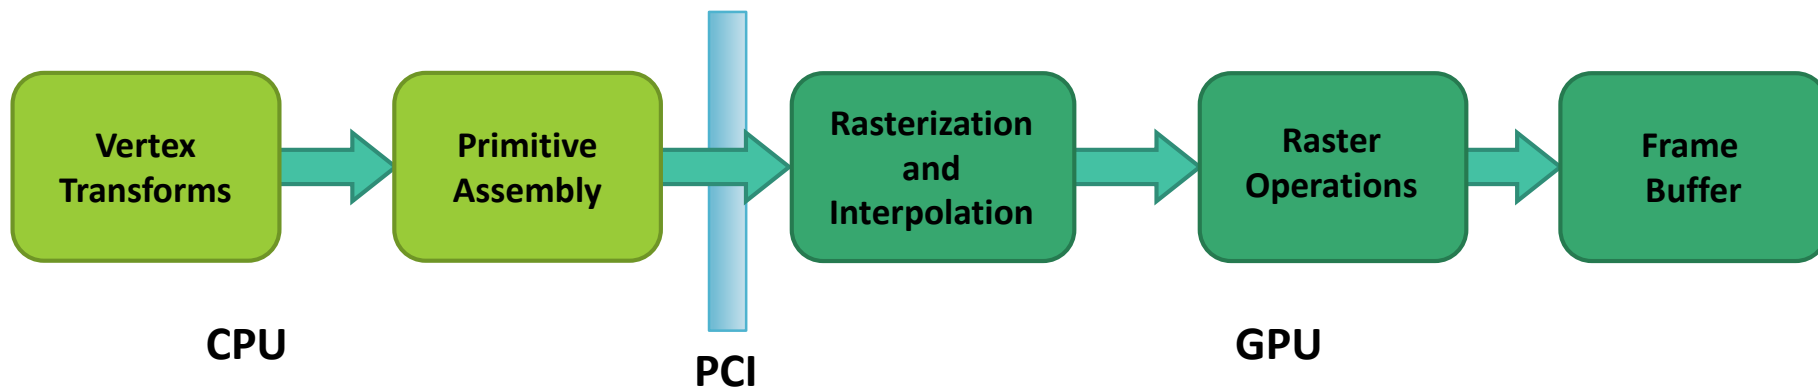 Vertex
Transforms
Primitive
Assembly
Rasterization
and
Interpolation
Raster
Operations
Frame
Buffer
CPU
PCI
GPU